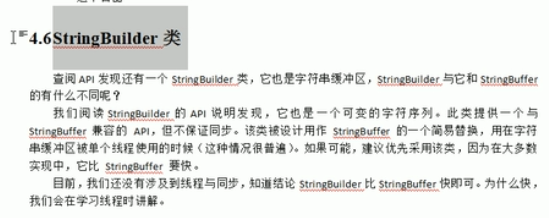 4.6StringBuilder 类
查阅 API 发现还有一个 StringBuilder 类，它也是字符串缓冲区，StringBuilder 与它和 StringBuffer
的有什么不同呢？
我们阅读 StringBuilder 的 API 说明发现，它也是一个可变的字符序列。此类提供一个与
StringBuffer 兼容的 API，但不保证同步。该类被设计用作 StringBuffer 的一个简易替换，用在字符
串缓冲区被单个线程使用的时候（这种情况很普遍）。如果可能，建议优先采用该类，因为在大多数
实现中，它比 StringBuffer 要快。
目前，我们还没有涉及到线程与同步，知道结论 StringBuilder 比 StringBuffer 快即可。为什么快，
我们会在学习线程时讲解。